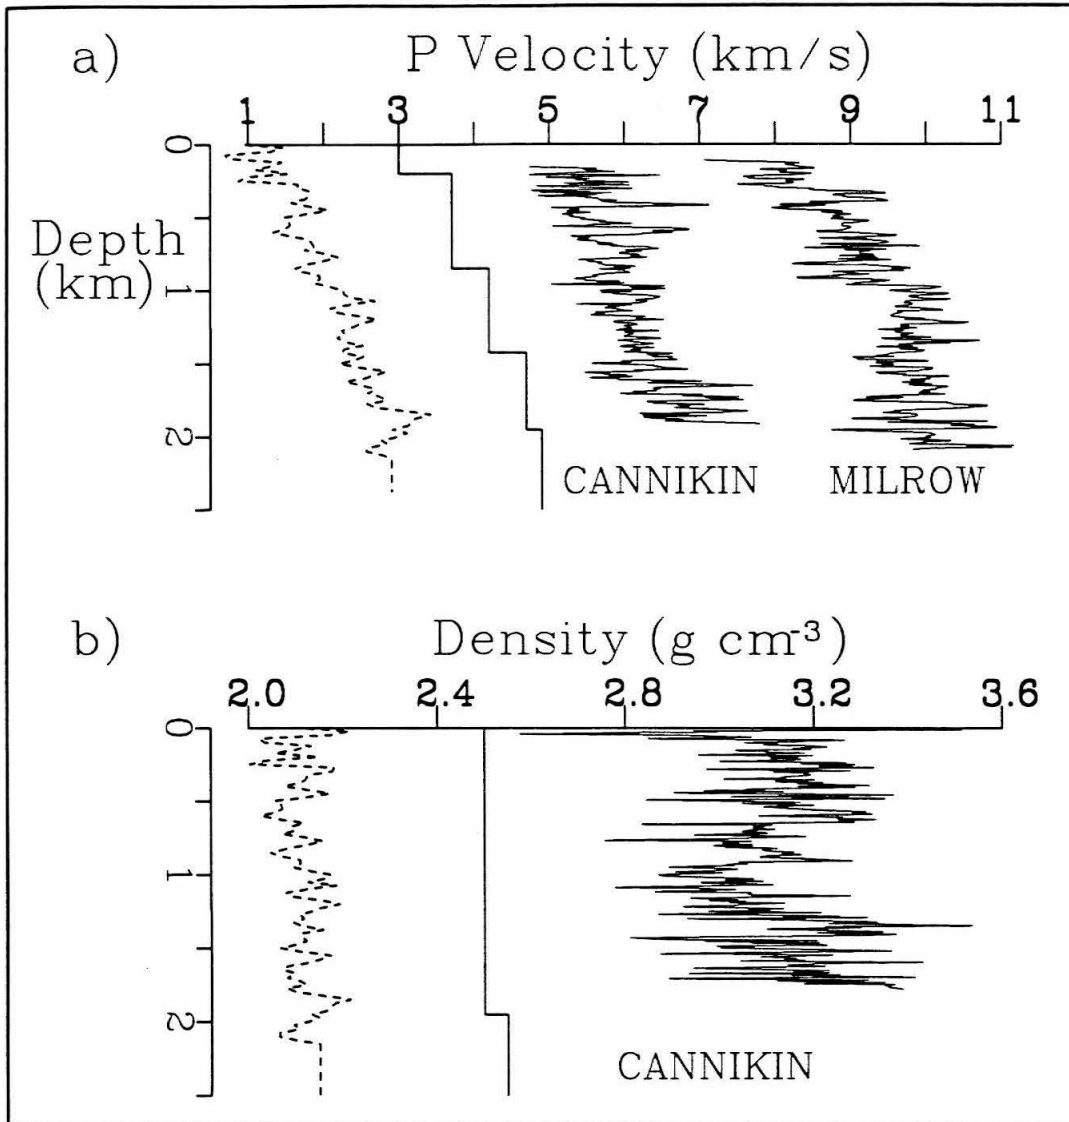 a) P Velocity (km/s)
1 3 5 7 9 11
0
Depth
(km)
1
2
CANNIKIN MILROW
b) Density (g cm⁻³)
2.0 2.4 2.8 3.2 3.6
0
1
2
CANNIKIN